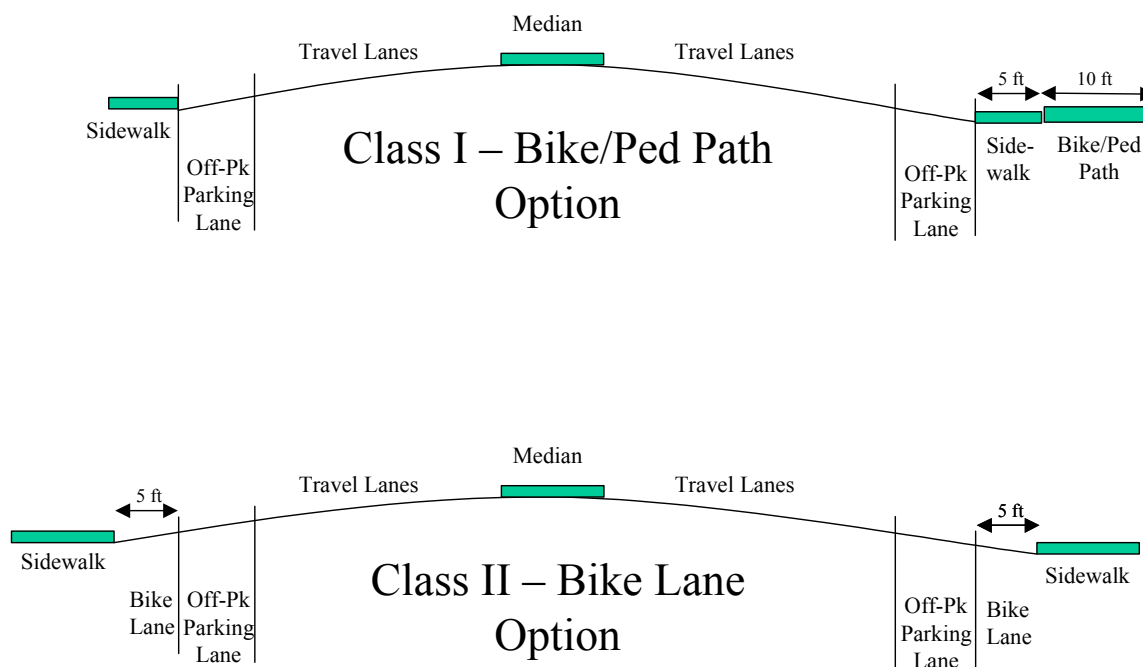 Median
Travel Lanes
Travel Lanes
5 ft
10 ft
Sidewalk
Off-Pk
Parking
Lane
Class I – Bike/Ped Path
Option
Off-Pk
Parking
Lane
Side-
walk
Bike/Ped
Path
Median
Travel Lanes
Travel Lanes
5 ft
5 ft
Sidewalk
Bike
Lane
Off-Pk
Parking
Lane
Class II – Bike Lane
Option
Off-Pk
Parking
Lane
Bike
Lane
Sidewalk